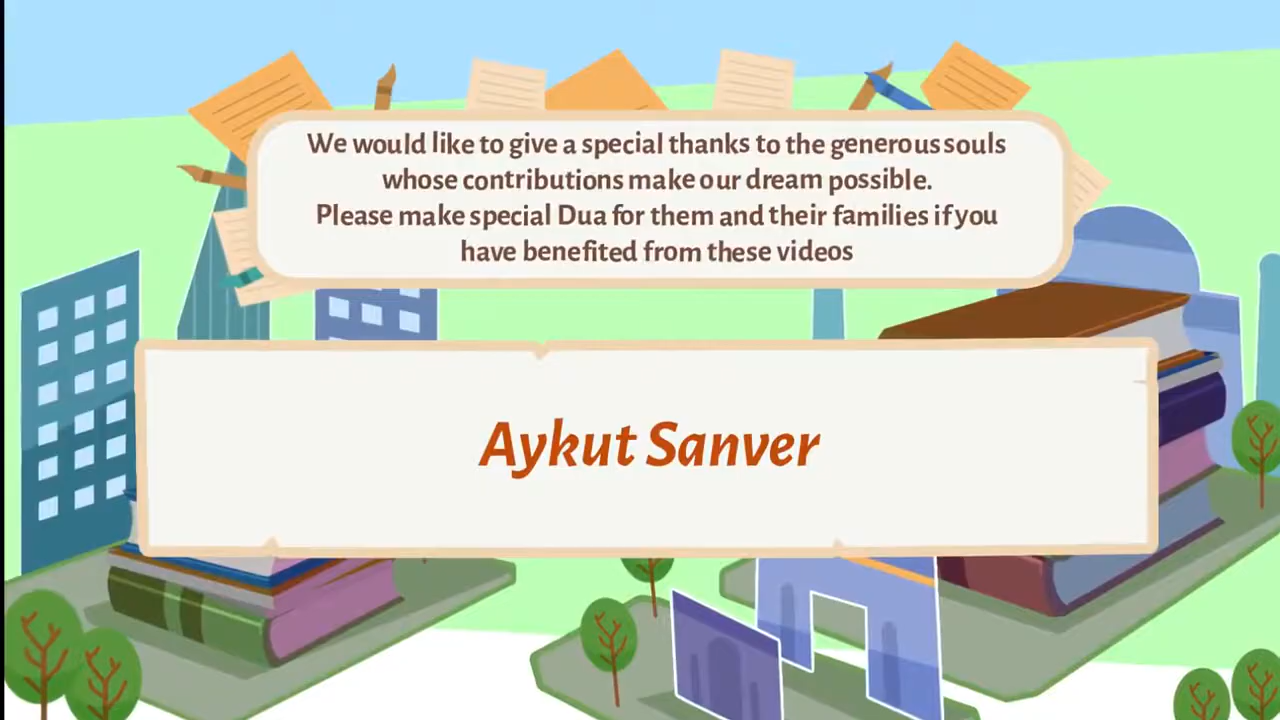 We would like to give a special thanks to the generous souls
whose contributions make our dream possible.
Please make special Dua for them and their families if you
have benefited from these videos
Aykut Sanver